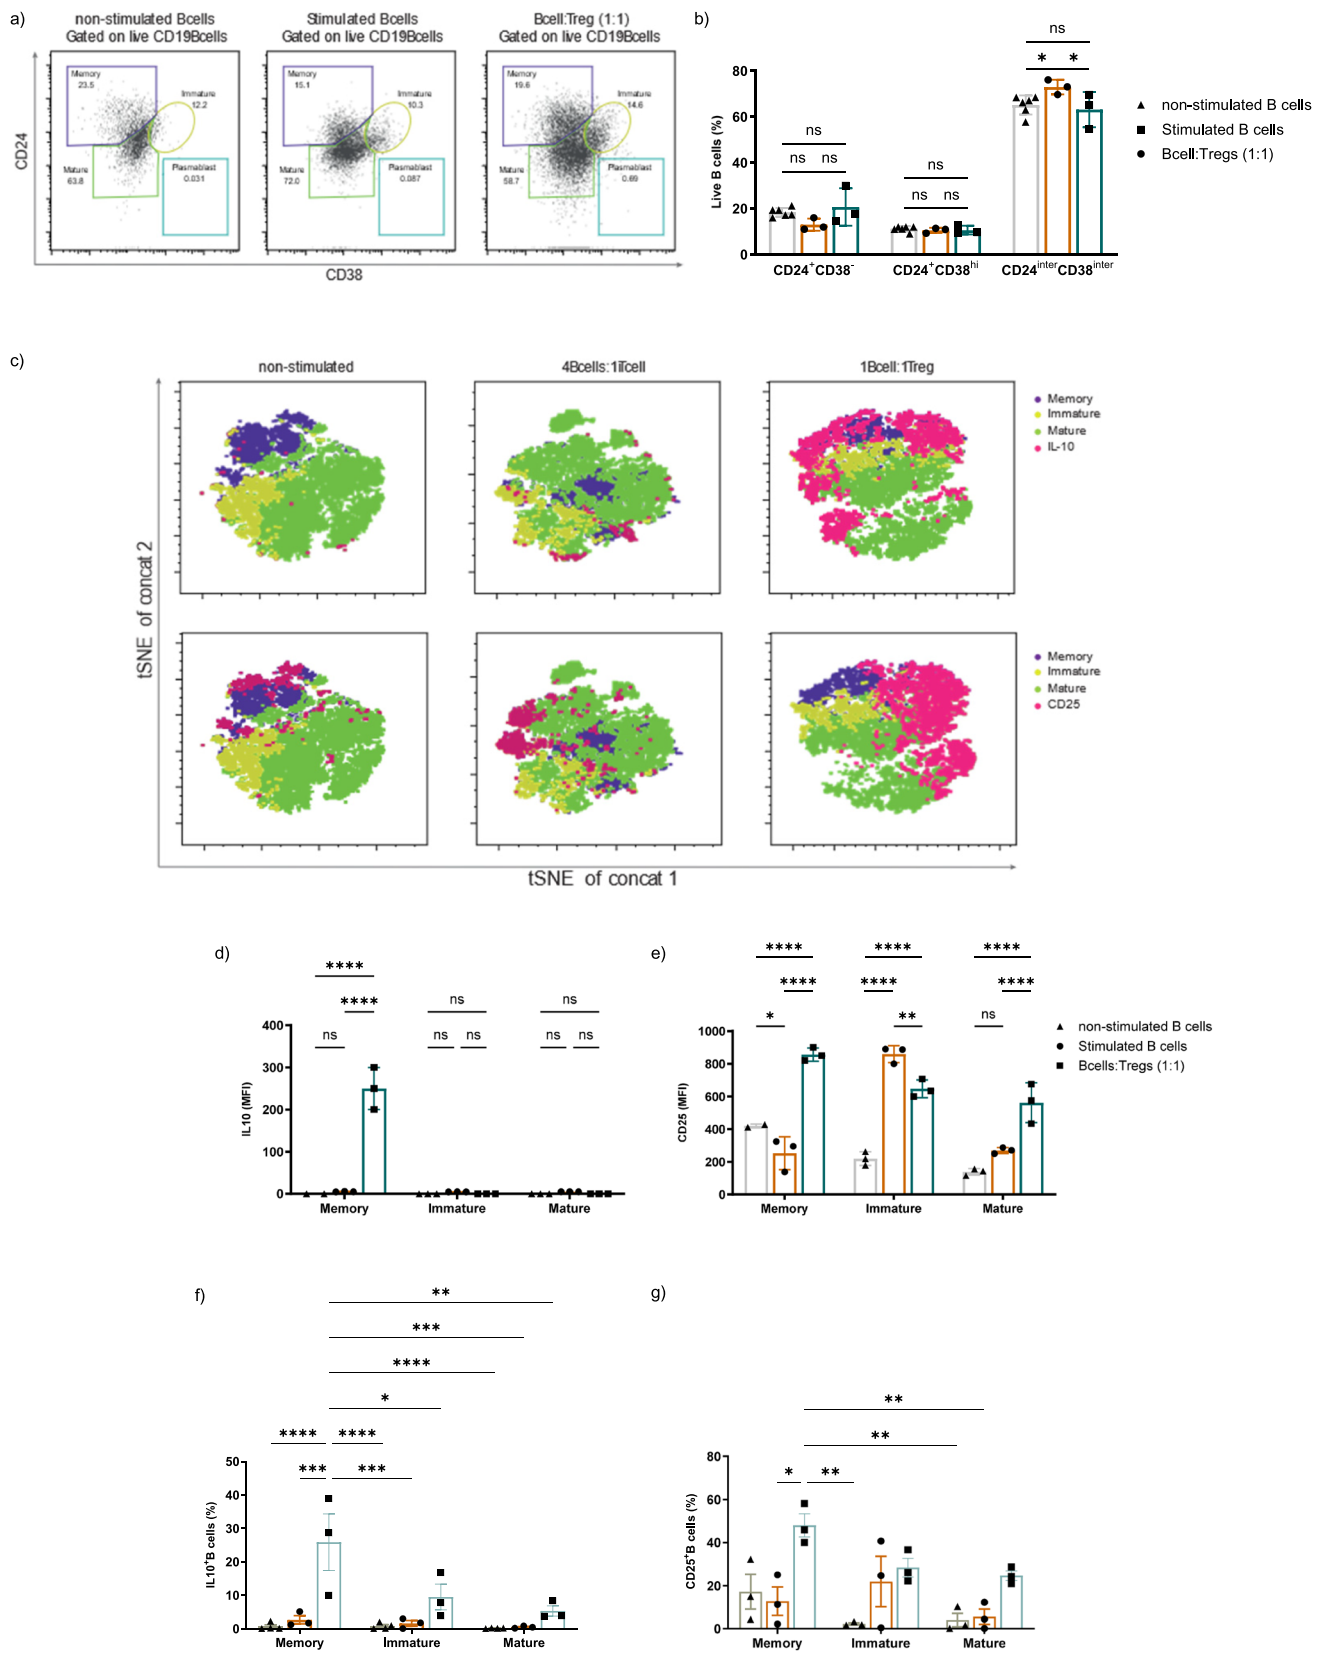 a)
non-stimulated Bcells
Gated on live CD19Bcells
Stimulated Bcells
Gated on live CD19Bcells
Bcell:Treg (1:1)
Gated on live CD19Bcells
Memory
23.5
Immature
12.2
Mature
63.8
Plasmablast
0.031
Memory
15.1
Immature
10.3
Mature
72.0
Plasmablast
0.087
Memory
19.6
Immature
14.6
Mature
58.7
Plasmablast
0.69
CD24
CD38
b)
ns
* *
ns
ns ns
ns
ns ns
80
60
40
20
0
Live B cells (%)
CD24+CD38-
CD24+CD38hi
CD24interCD38inter
non-stimulated B cells
Stimulated B cells
Bcell:Tregs (1:1)
c)
non-stimulated
4Bcells:1iTcell
1Bcell:1Treg
Memory
Immature
Mature
IL-10
Memory
Immature
Mature
CD25
tSNE of concat 2
tSNE of concat 1
d)
****
****
ns
ns
ns ns
ns
ns ns
400
300
200
100
0
IL10 (MFI)
Memory
Immature
Mature
e)
**** **** ****
**** **** ****
* ** ns
1000
800
600
400
200
0
CD25 (MFI)
Memory
Immature
Mature
non-stimulated B cells
Stimulated B cells
Bcells:Tregs (1:1)
f)
**
***
****
*
**** ****
*** ***
50
40
30
20
10
0
IL10+B cells (%)
Memory
Immature
Mature
g)
**
**
* **
80
60
40
20
0
CD25+B cells (%)
Memory
Immature
Mature